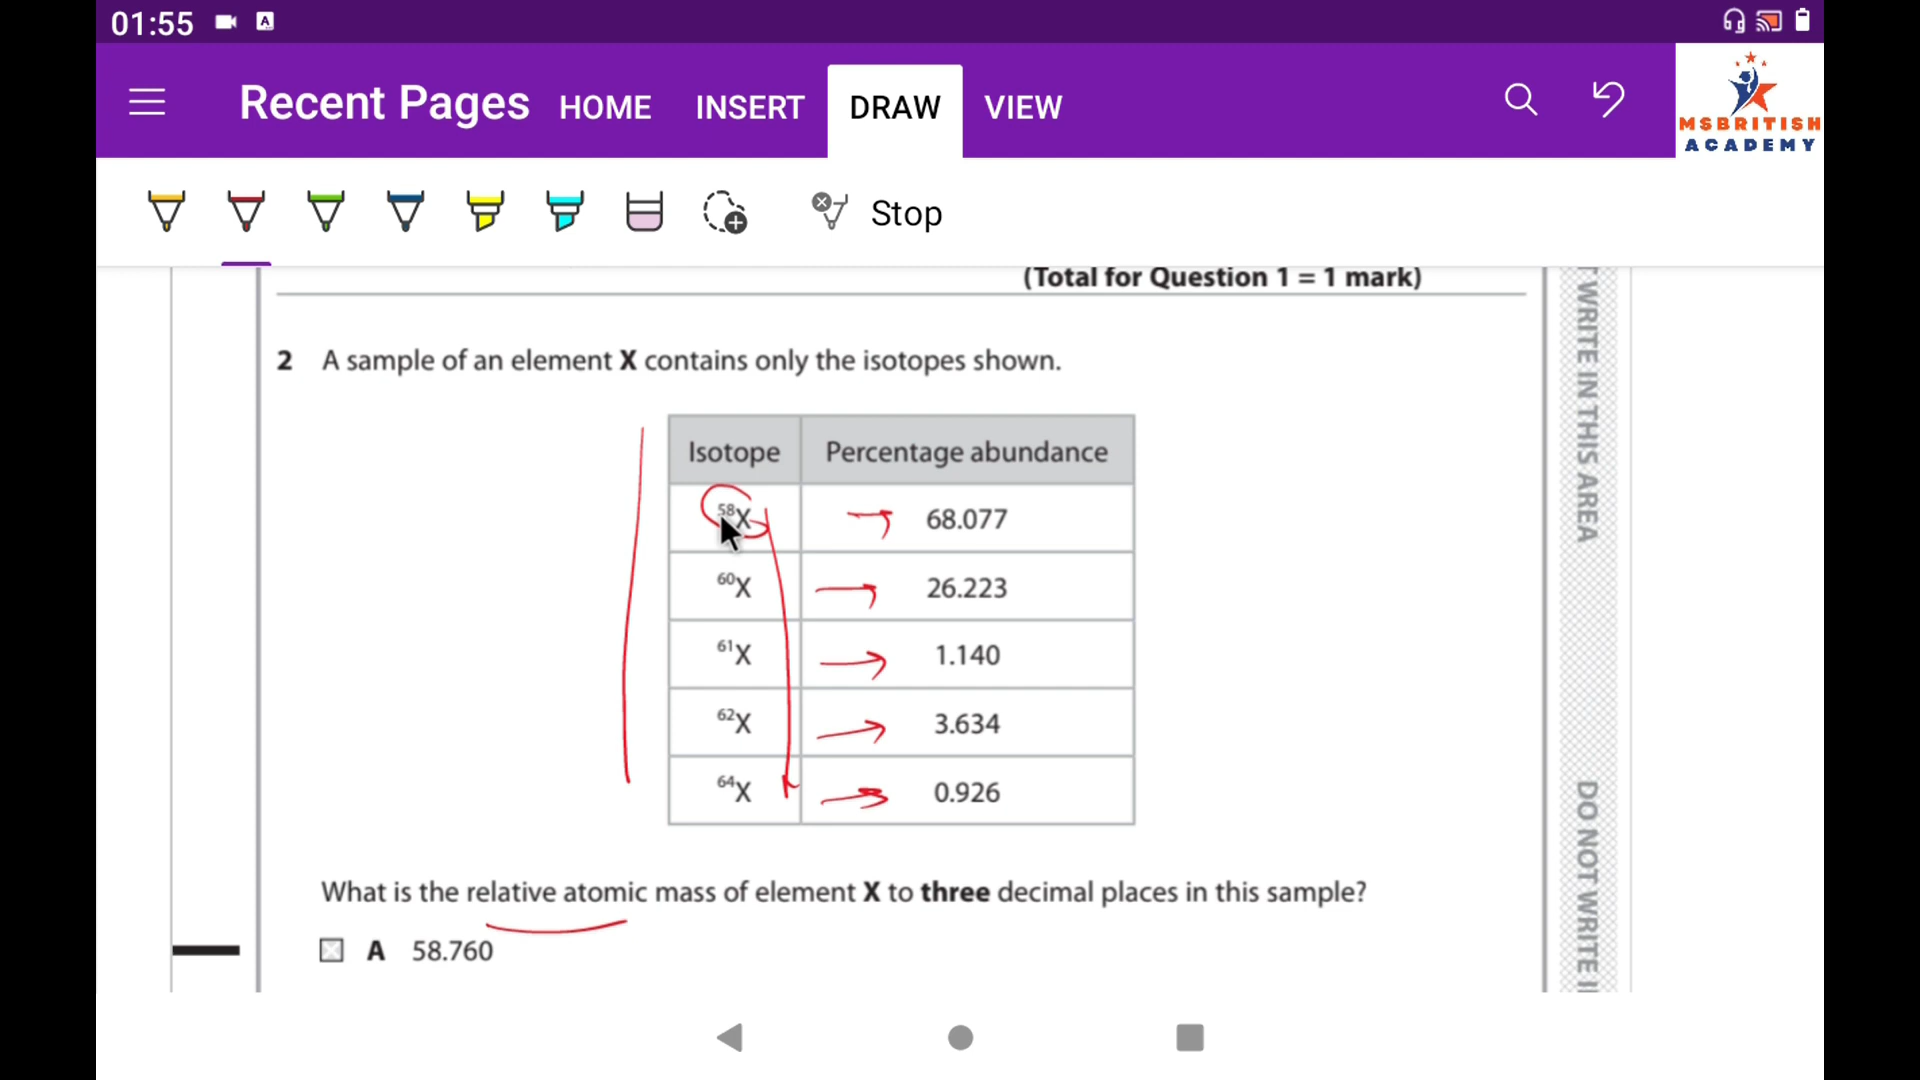 01:55 A
Recent Pages HOME INSERT DRAW VIEW
MSBRITISH
ACADEMY
Stop
(Total for Question 1 = 1 mark)
2 A sample of an element X contains only the isotopes shown.
Isotope Percentage abundance
⁵⁸X 68.077
⁶⁰X 26.223
⁶¹X 1.140
⁶²X 3.634
⁶⁴X 0.926
What is the relative atomic mass of element X to three decimal places in this sample?
A 58.760
WRITE IN THIS AREA
DO NOT WRITE